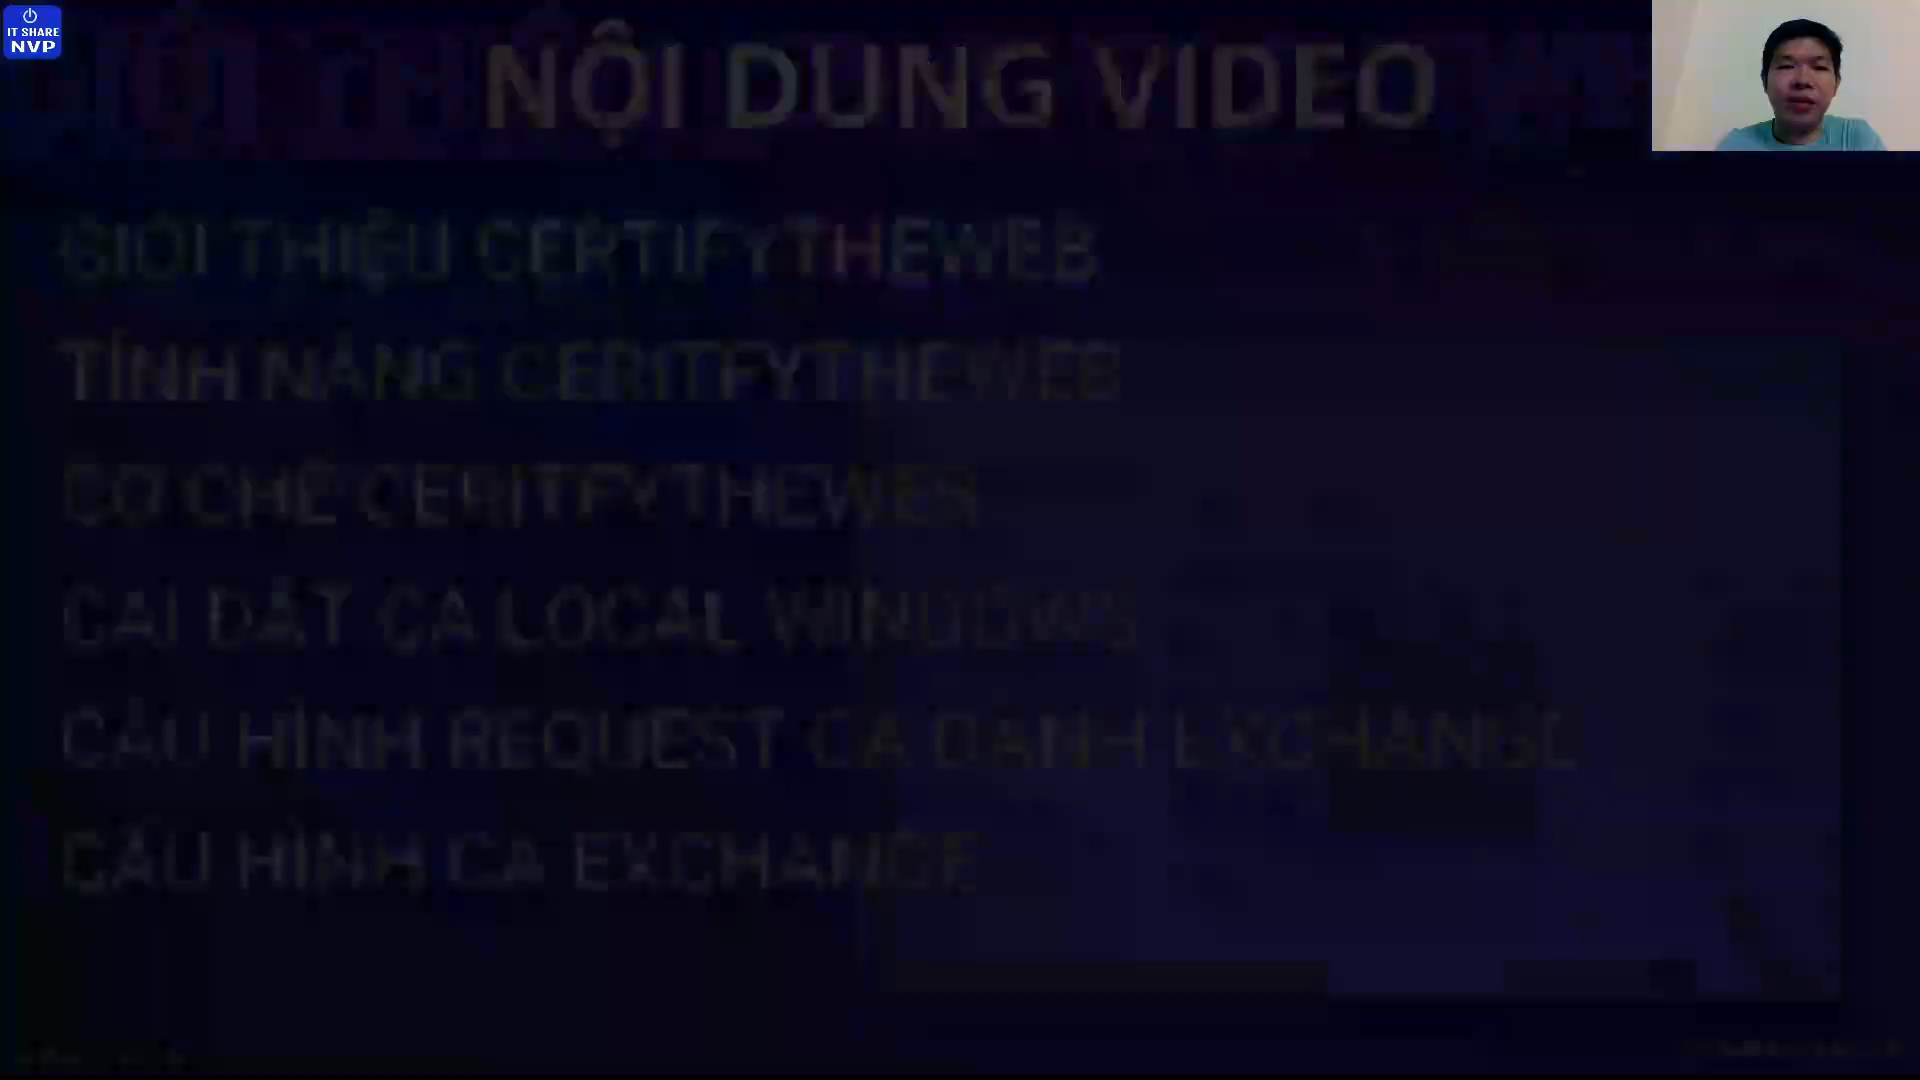 IT SHARE
NVP
NỘI DUNG VIDEO
GIỚI THIỆU CERTIFYTHEWEB
TÍNH NĂNG CERITFYTHEWEB
CƠ CHẾ CERITFYTHEWEB
CÀI ĐẶT CA LOCAL WINDOWS
CẤU HÌNH REQUEST CA DANH EXCHANGE
CẤU HÌNH CA EXCHANGE